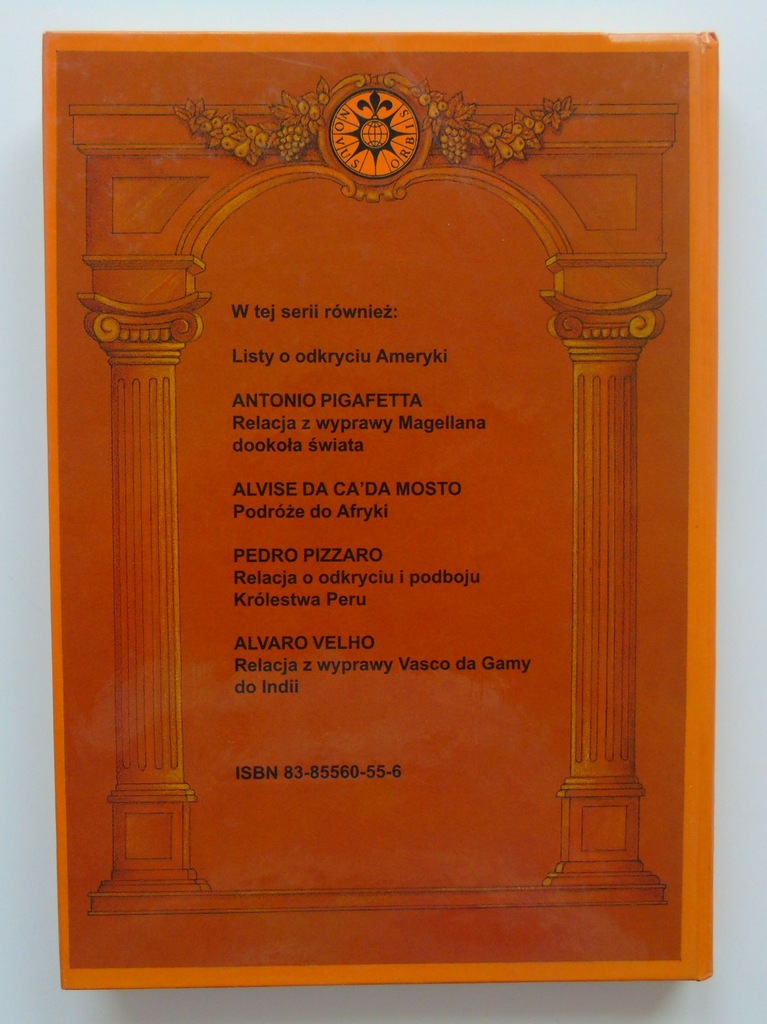 NOVUS ORBIS
W tej serii również:
Listy o odkryciu Ameryki
ANTONIO PIGAFETTA
Relacja z wyprawy Magellana
dookoła świata
ALVISE DA CA'DA MOSTO
Podróże do Afryki
PEDRO PIZZARO
Relacja o odkryciu i podboju
Królestwa Peru
ALVARO VELHO
Relacja z wyprawy Vasco da Gamy
do Indii
ISBN 83-85560-55-6